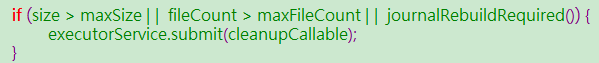 if (size > maxSize || fileCount > maxFileCount || journalRebuildRequired()) {
executorService.submit(cleanupCallable);
}